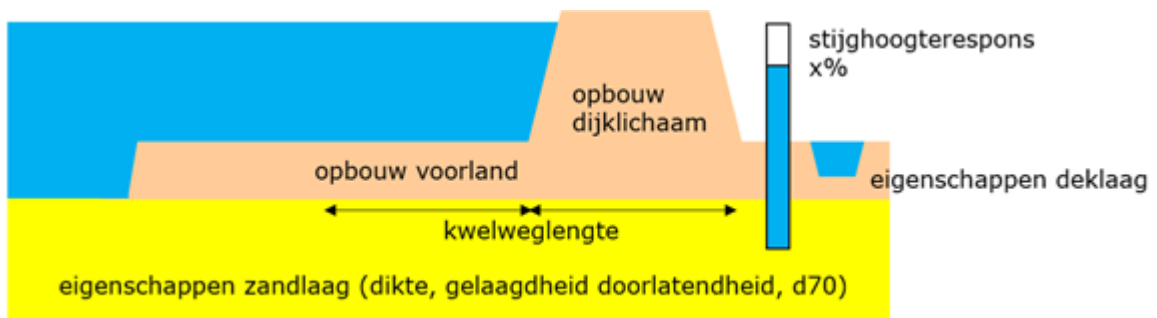 stijghoogterespons
x%
opbouw
dijklichaam
opbouw voorland
eigenschappen deklaag
kwelweglengte
eigenschappen zandlaag (dikte, gelaagdheid doorlatendheid, d70)